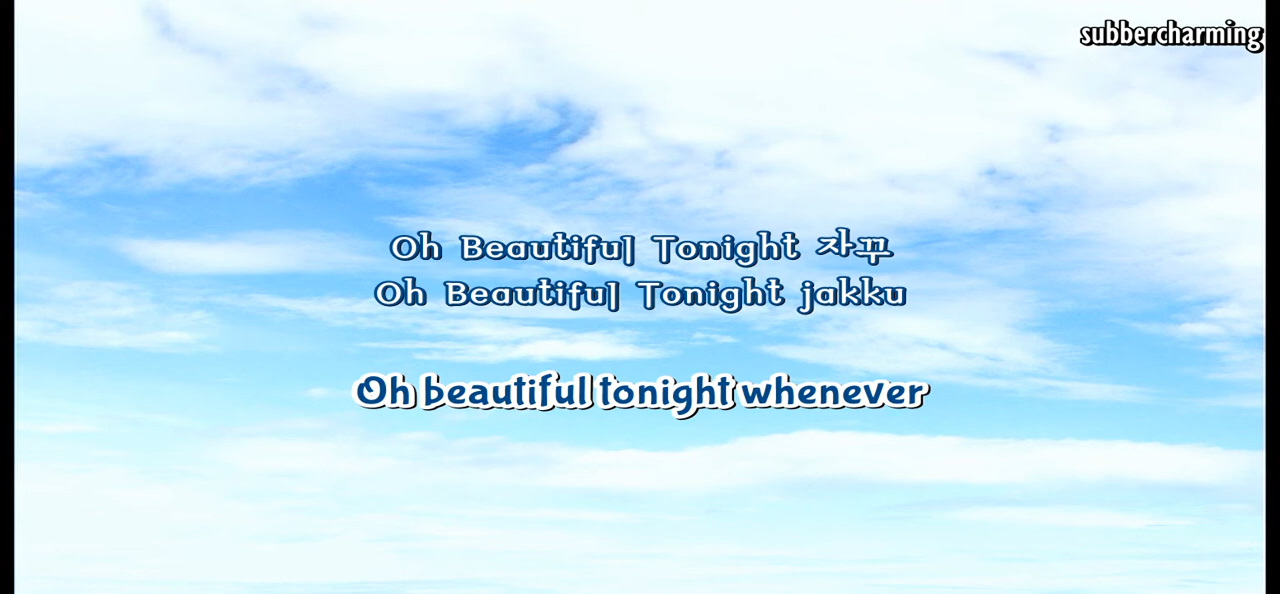 subbercharming
Oh Beautiful Tonight 자꾸
Oh Beautiful Tonight jakku
Oh beautiful tonight whenever